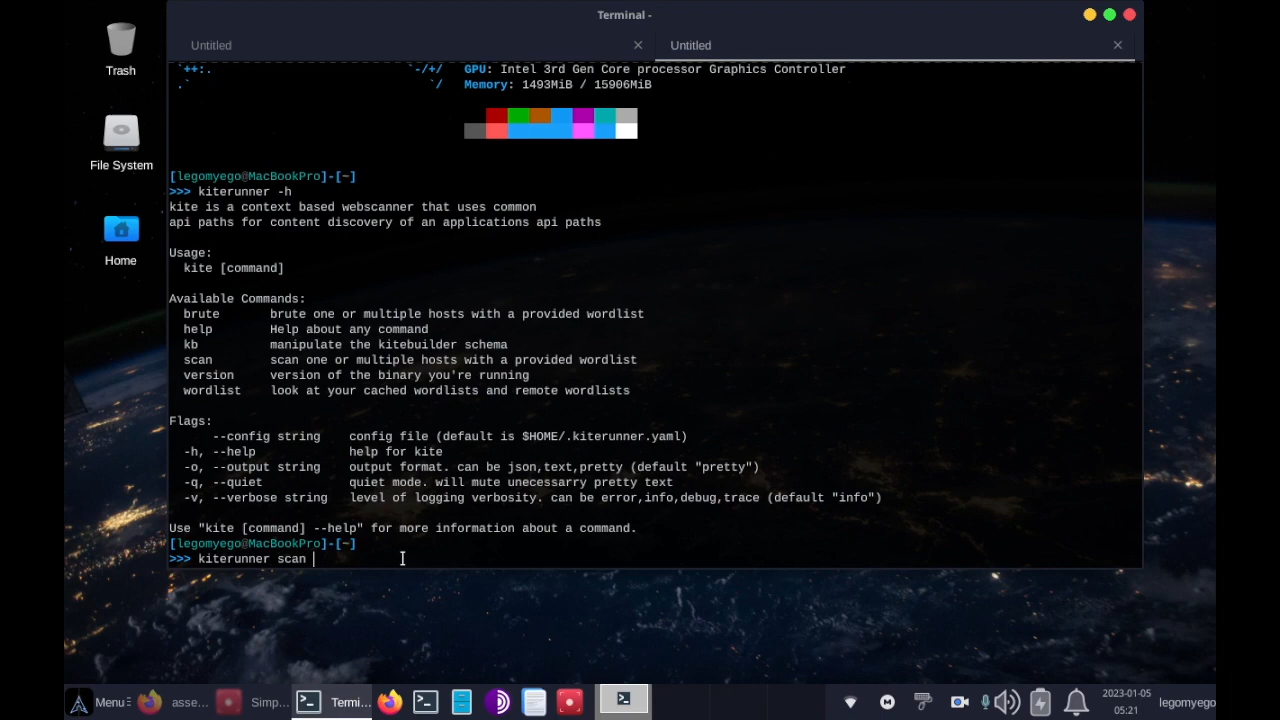 Terminal -
Untitled
Untitled
Trash
File System
Home
`++:. `-/+/ GPU: Intel 3rd Gen Core processor Graphics Controller
.` `/ Memory: 1493MiB / 15906MiB
[legomyego@MacBookPro]-[~]
>>> kiterunner -h
kite is a context based webscanner that uses common
api paths for content discovery of an applications api paths
Usage:
kite [command]
Available Commands:
brute brute one or multiple hosts with a provided wordlist
help Help about any command
kb manipulate the kitebuilder schema
scan scan one or multiple hosts with a provided wordlist
version version of the binary you're running
wordlist look at your cached wordlists and remote wordlists
Flags:
--config string config file (default is $HOME/.kiterunner.yaml)
-h, --help help for kite
-o, --output string output format. can be json,text,pretty (default "pretty")
-q, --quiet quiet mode. will mute unecessarry pretty text
-v, --verbose string level of logging verbosity. can be error,info,debug,trace (default "info")
Use "kite [command] --help" for more information about a command.
[legomyego@MacBookPro]-[~]
>>> kiterunner scan
Menu
asse...
Simp...
Termi...
2023-01-05
05:21
legomyego